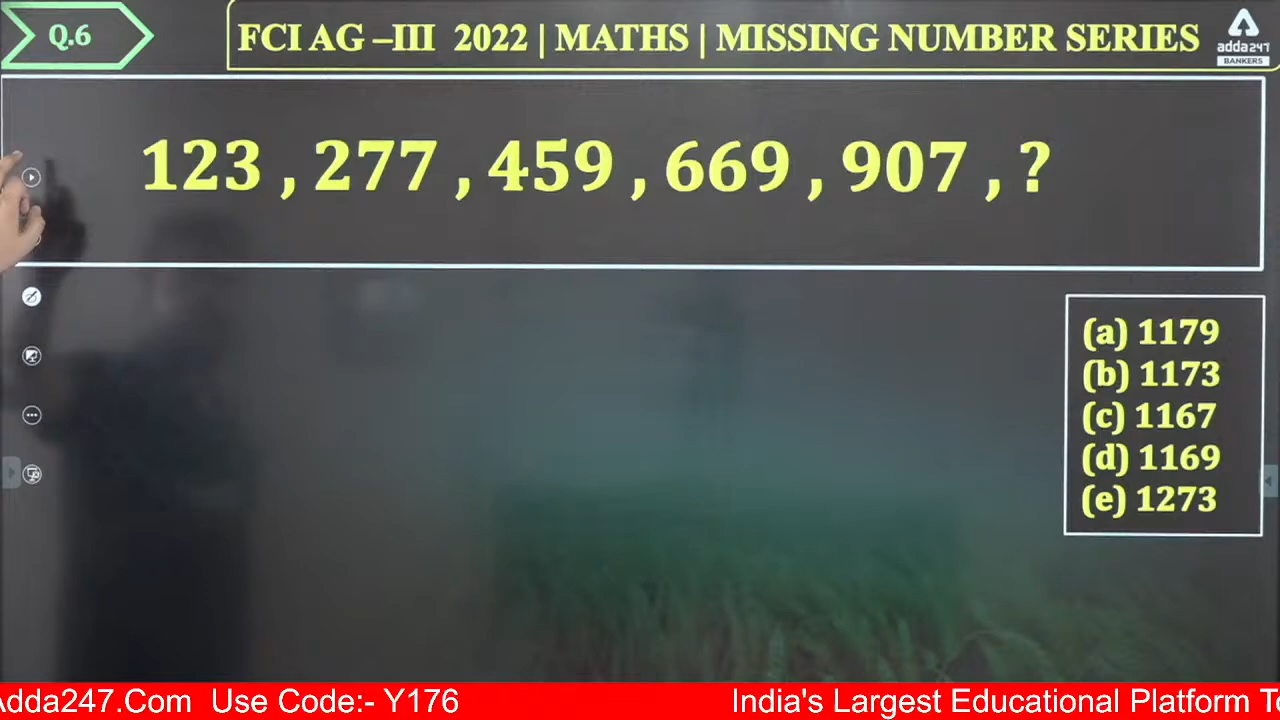 Q.6
FCI AG –III 2022 | MATHS | MISSING NUMBER SERIES
adda247
BANKERS
123 , 277 , 459 , 669 , 907 , ?
(a) 1179
(b) 1173
(c) 1167
(d) 1169
(e) 1273
Adda247.Com Use Code:- Y176 India's Largest Educational Platform